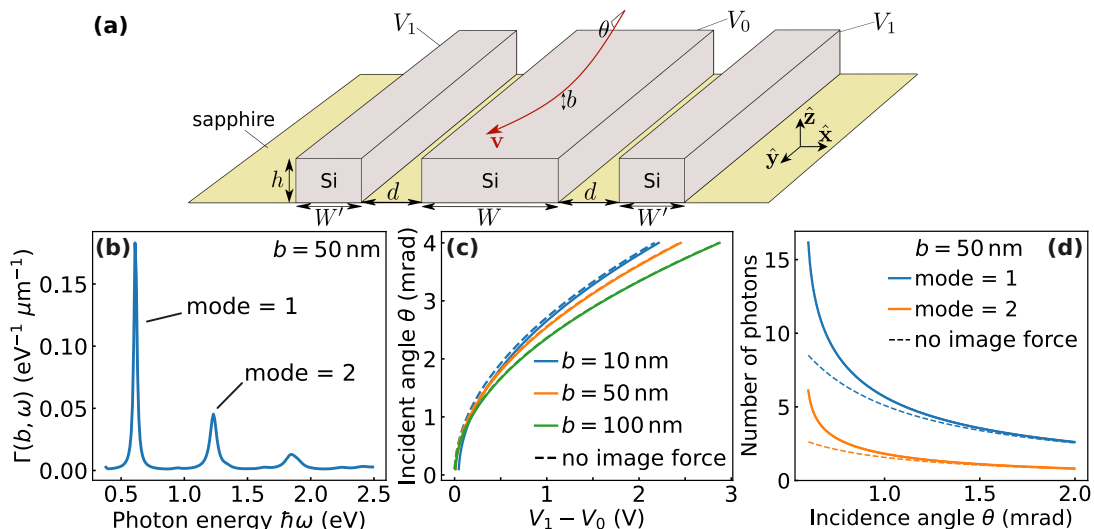 (a)
V₁
θ
V₀
V₁
b
v
sapphire
ẑ
x̂
ŷ
h
Si
Si
Si
d
d
W′
W
W′
(b)
b = 50 nm
mode = 1
mode = 2
Γ(b, ω) (eV⁻¹ μm⁻¹)
0.15
0.10
0.05
0.00
0.5 1.0 1.5 2.0 2.5
Photon energy ħω (eV)
(c)
Incident angle θ (mrad)
4
3
2
1
0
b = 10 nm
b = 50 nm
b = 100 nm
no image force
0 1 2 3
V₁ − V₀ (V)
(d)
b = 50 nm
mode = 1
mode = 2
no image force
Number of photons
15
10
5
0
1.0 1.5 2.0
Incidence angle θ (mrad)